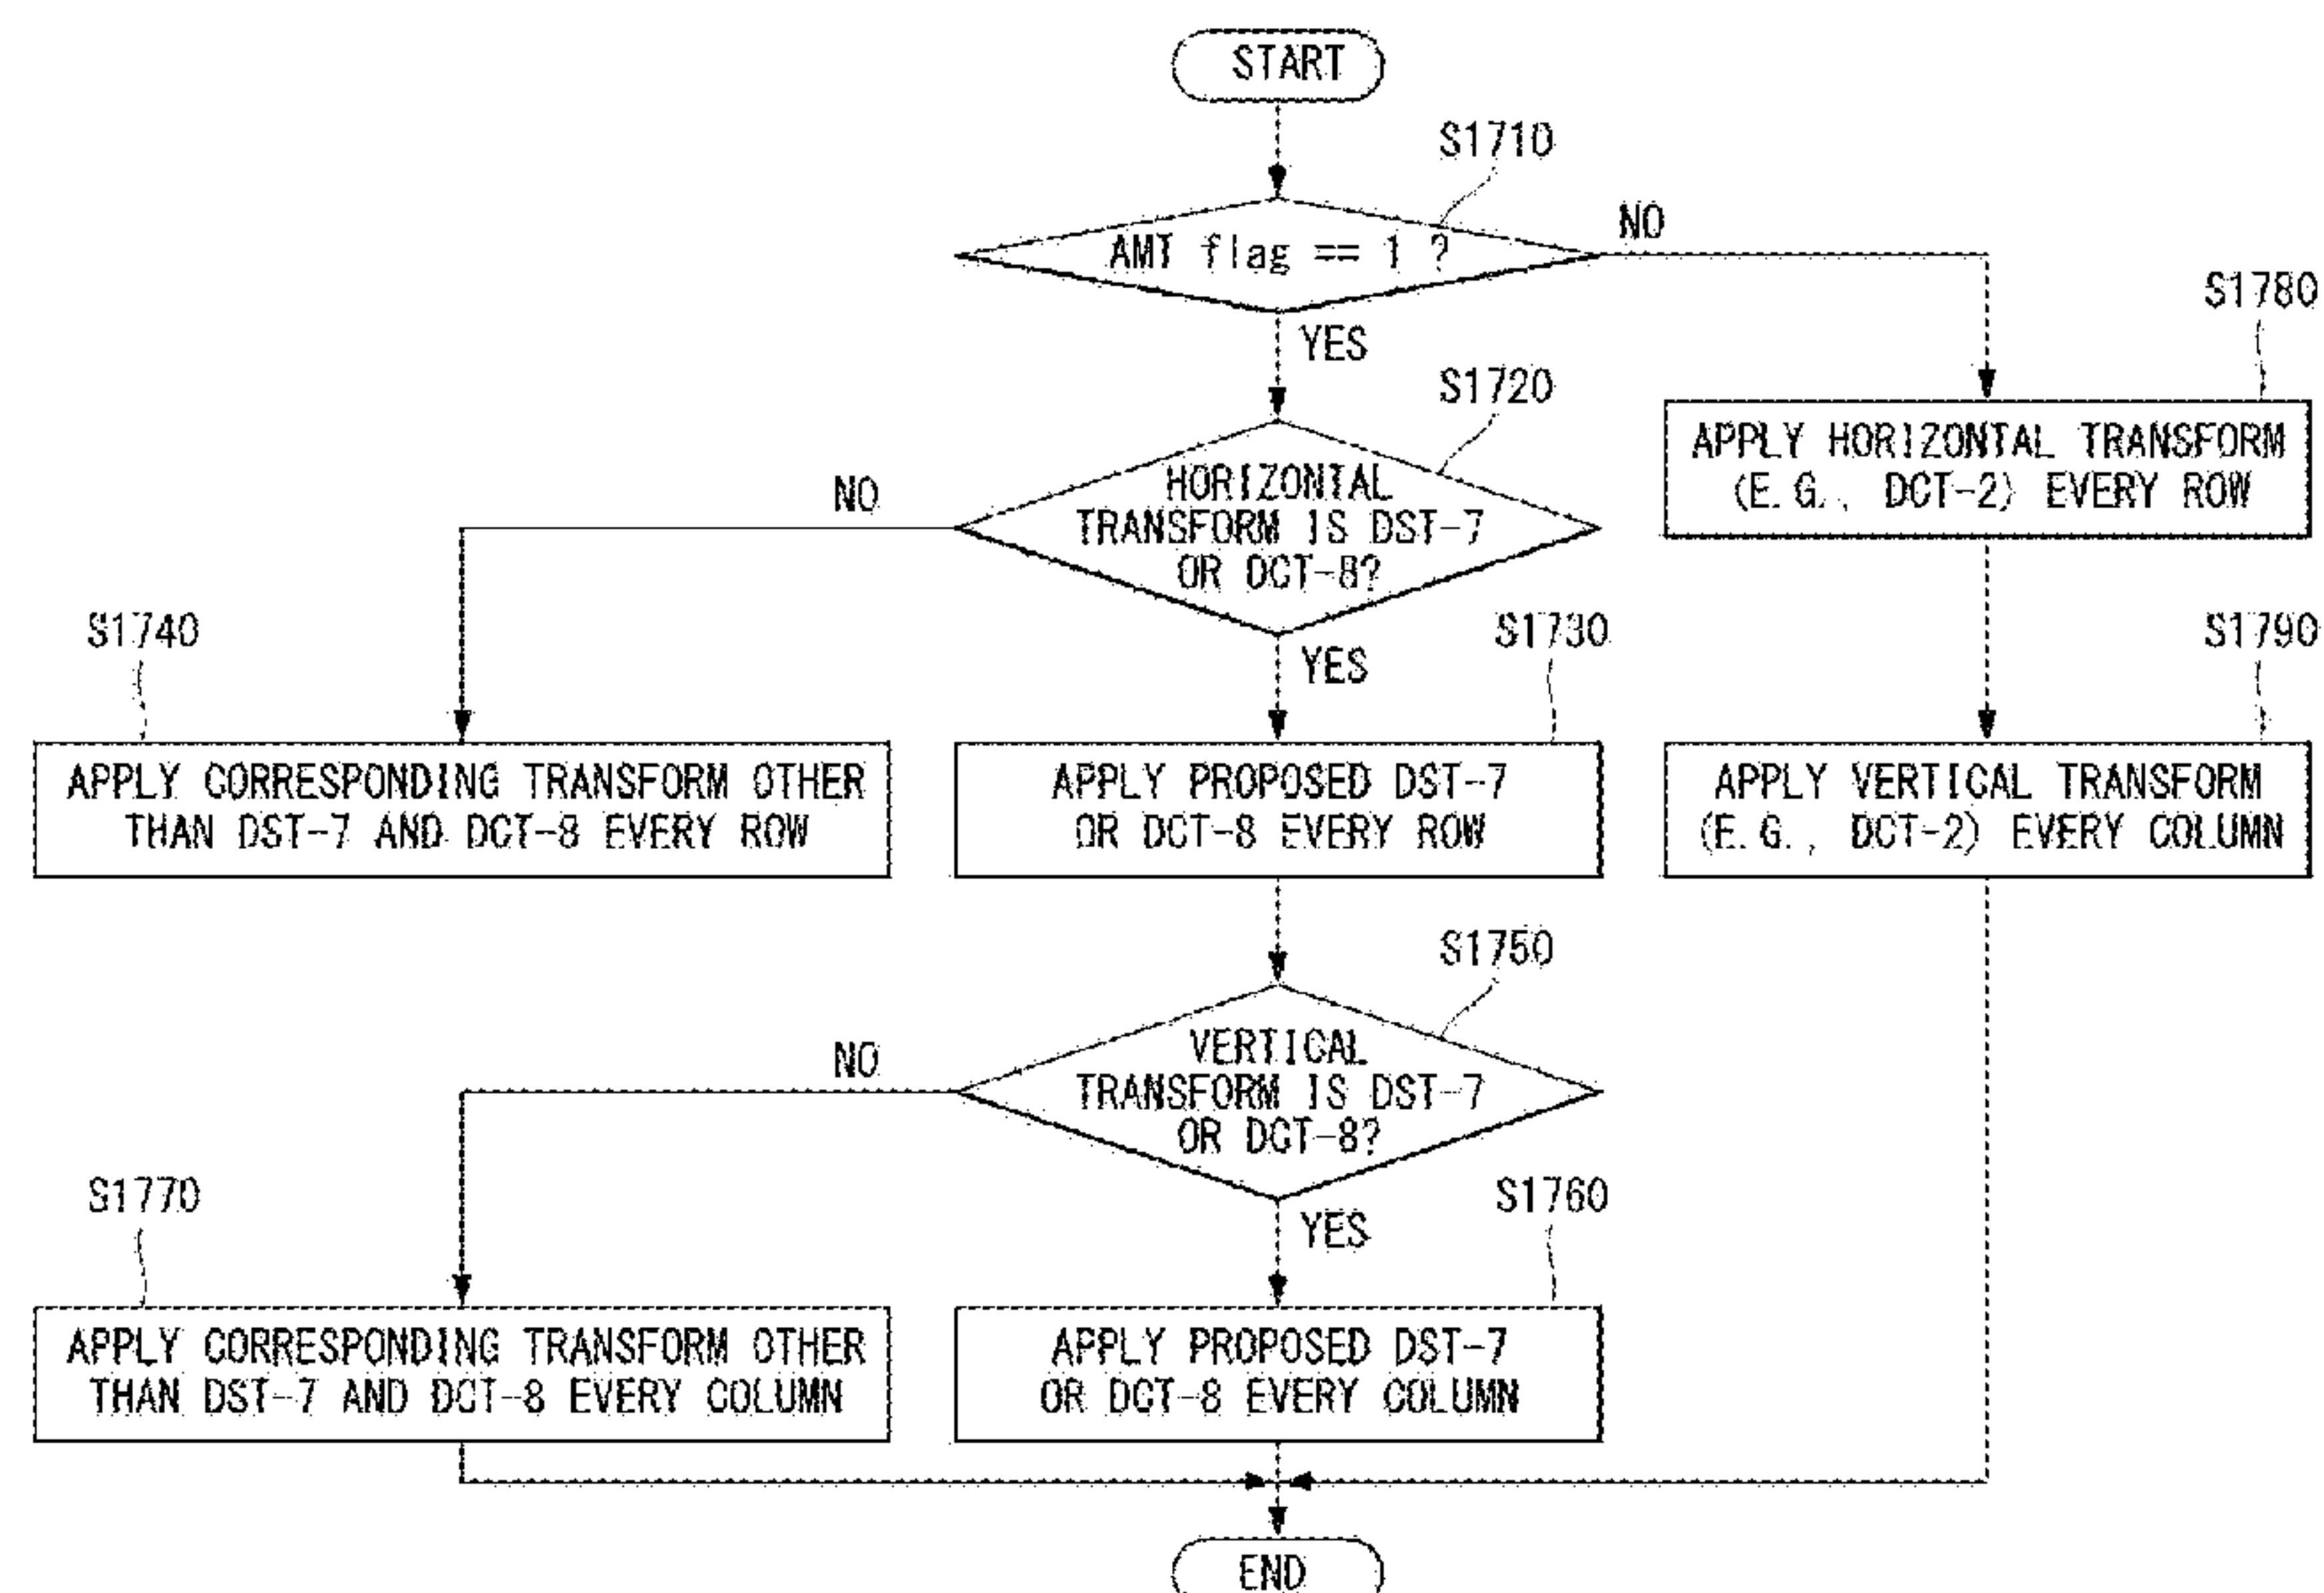 START
S1710
AMT flag == 1 ?
NO
S1780
YES
S1720
APPLY HORIZONTAL TRANSFORM
(E.G., DCT-2) EVERY ROW
HORIZONTAL
TRANSFORM IS DST-7
OR DCT-8?
NO
S1740
S1730
S1790
YES
APPLY CORRESPONDING TRANSFORM OTHER
THAN DST-7 AND DCT-8 EVERY ROW
APPLY PROPOSED DST-7
OR DCT-8 EVERY ROW
APPLY VERTICAL TRANSFORM
(E.G., DCT-2) EVERY COLUMN
S1750
VERTICAL
TRANSFORM IS DST-7
OR DCT-8?
NO
S1770
S1760
YES
APPLY CORRESPONDING TRANSFORM OTHER
THAN DST-7 AND DCT-8 EVERY COLUMN
APPLY PROPOSED DST-7
OR DCT-8 EVERY COLUMN
END